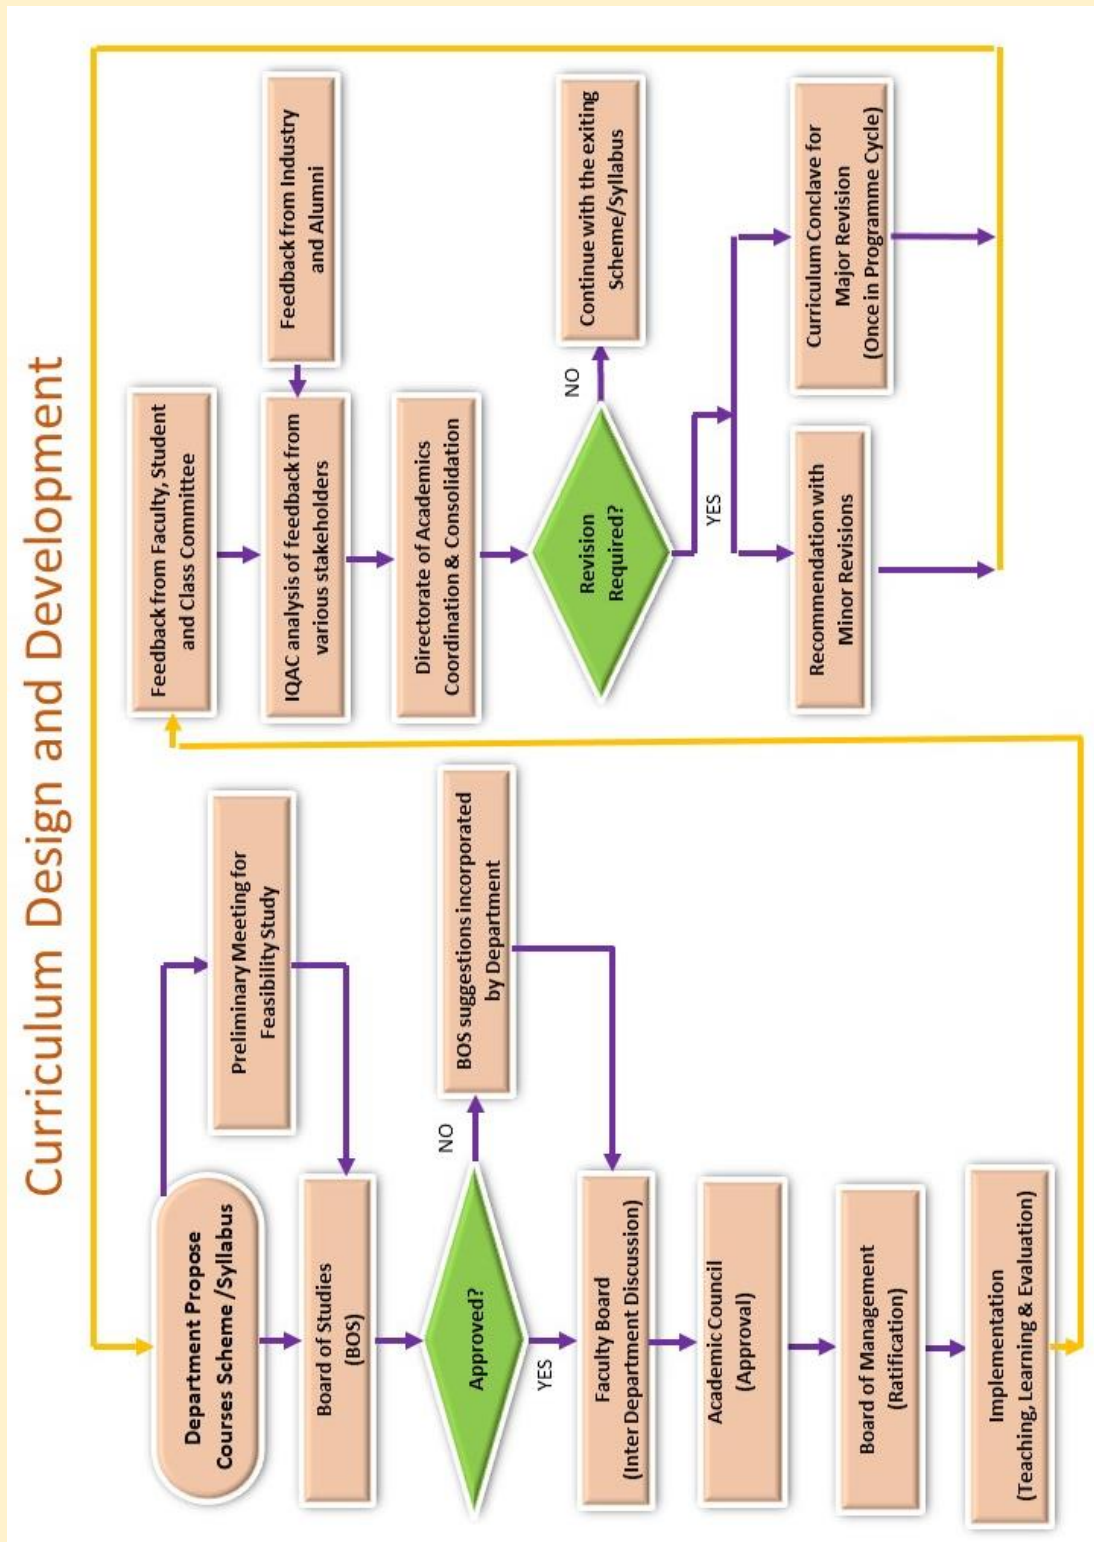 Curriculum Design and Development
Department Propose
Courses Scheme /Syllabus
Preliminary Meeting for
Feasibility Study
Board of Studies
(BOS)
Approved?
NO
BOS suggestions incorporated
by Department
YES
Faculty Board
(Inter Department Discussion)
Academic Council
(Approval)
Board of Management
(Ratification)
Implementation
(Teaching, Learning & Evaluation)
Feedback from Faculty, Student
and Class Committee
Feedback from Industry
and Alumni
IQAC analysis of feedback from
various stakeholders
Directorate of Academics
Coordination & Consolidation
Revision
Required?
NO
Continue with the exiting
Scheme/Syllabus
YES
Recommendation with
Minor Revisions
Curriculum Conclave for
Major Revision
(Once in Programme Cycle)